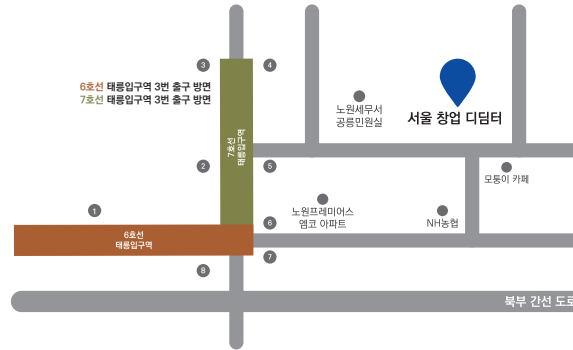 3
4
6호선 태릉입구역 3번 출구 방면
7호선 태릉입구역 3번 출구 방면
노원세무서
공릉민원실
서울 창업 디딤터
7호선
태릉입구역
2
5
모퉁이 카페
1
노원프레미어스
엠코 아파트
6
NH농협
6호선
태릉입구역
7
8
북부 간선 도로